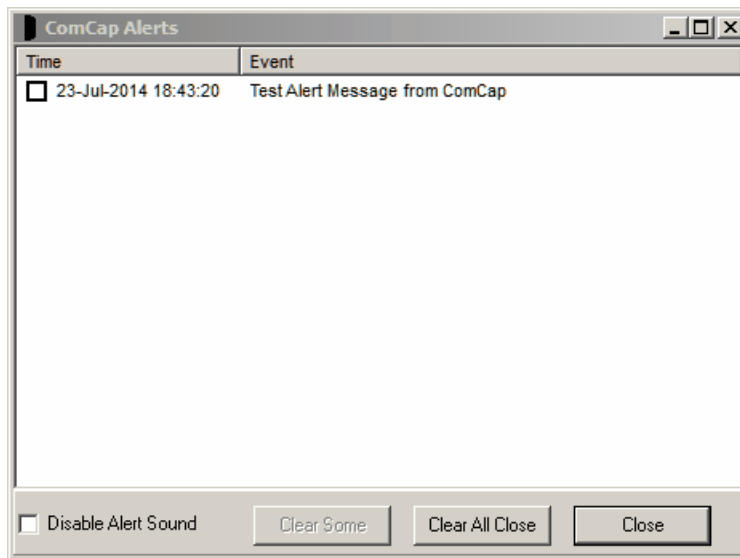 ComCap Alerts
Time Event
23-Jul-2014 18:43:20 Test Alert Message from ComCap
Disable Alert Sound Clear Some Clear All Close Close